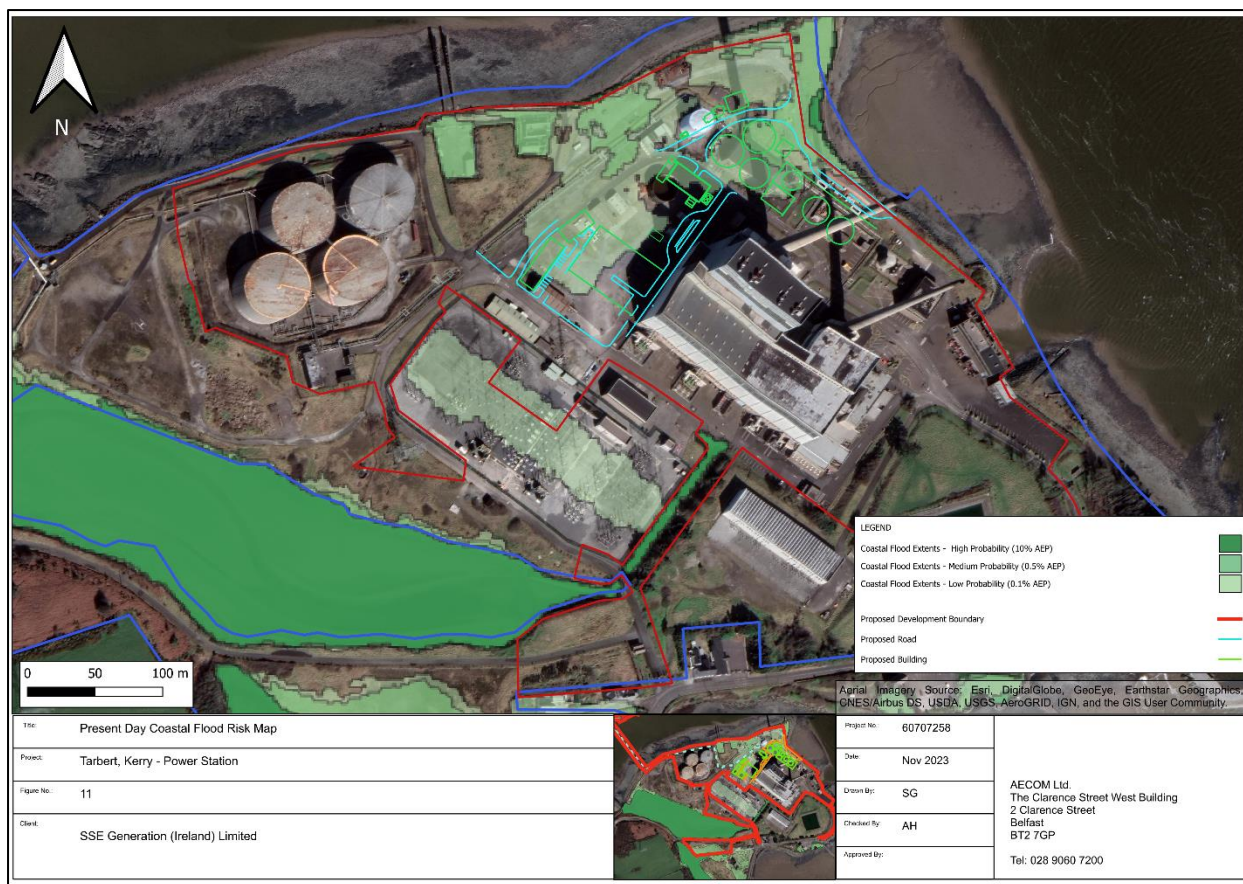 N
0 50 100 m
LEGEND
Coastal Flood Extents - High Probability (10% AEP)
Coastal Flood Extents - Medium Probability (0.5% AEP)
Coastal Flood Extents - Low Probability (0.1% AEP)
Proposed Development Boundary
Proposed Road
Proposed Building
Aerial Imagery Source: Esri, DigitalGlobe, GeoEye, Earthstar Geographics,
CNES/Airbus DS, USDA, USGS, AeroGRID, IGN, and the GIS User Community.
Title: Present Day Coastal Flood Risk Map
Project: Tarbert, Kerry - Power Station
Figure No.: 11
Client: SSE Generation (Ireland) Limited
Project No. 60707258
Date: Nov 2023
Drawn By: SG
Checked By: AH
Approved By:
AECOM Ltd.
The Clarence Street West Building
2 Clarence Street
Belfast
BT2 7GP
Tel: 028 9060 7200